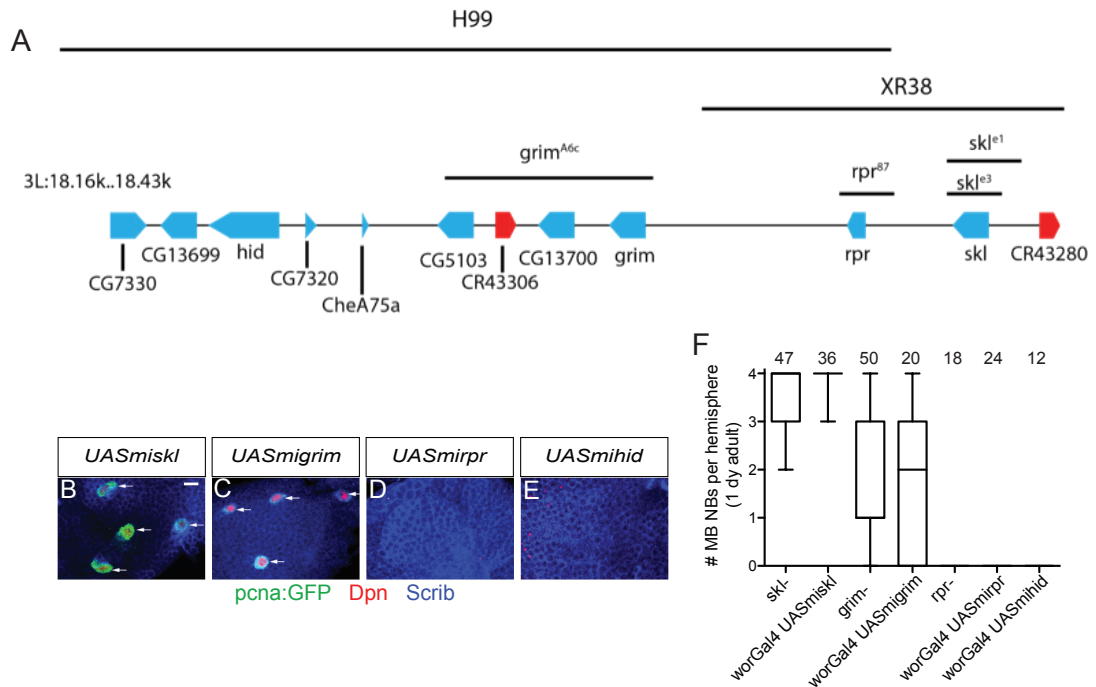 A
H99
XR38
grimA6c
rpr87
skle1
skle3
3L:18.16k..18.43k
CG7330
CG13699
hid
CG7320
CheA75a
CG5103
CR43306
CG13700
grim
rpr
skl
CR43280
UASmiskl
UASmigrim
UASmirpr
UASmihid
B
C
D
E
pcna:GFP Dpn Scrib
F
47 36 50 20 18 24 12
# MB NBs per hemisphere
(1 dy adult)
4
3
2
1
0
skl-
worGal4 UASmiskl
grim-
worGal4 UASmigrim
rpr-
worGal4 UASmirpr
worGal4 UASmihid